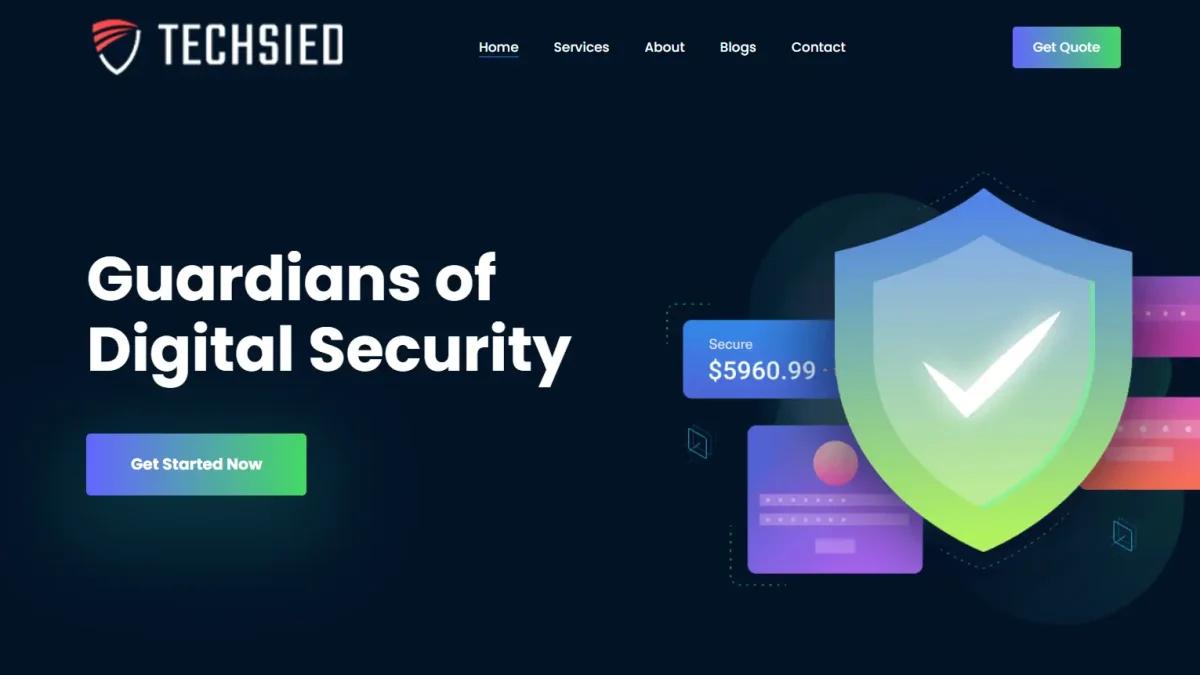 TECHSIED
Home
Services
About
Blogs
Contact
Get Quote
Guardians of
Digital Security
Get Started Now
Secure
$5960.99